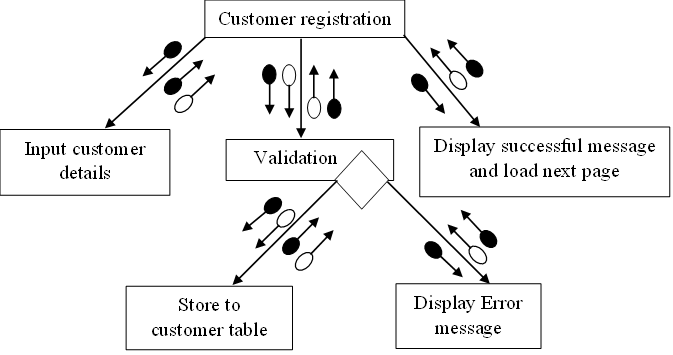 Customer registration
Input customer
details
Validation
Display successful message
and load next page
Store to
customer table
Display Error
message